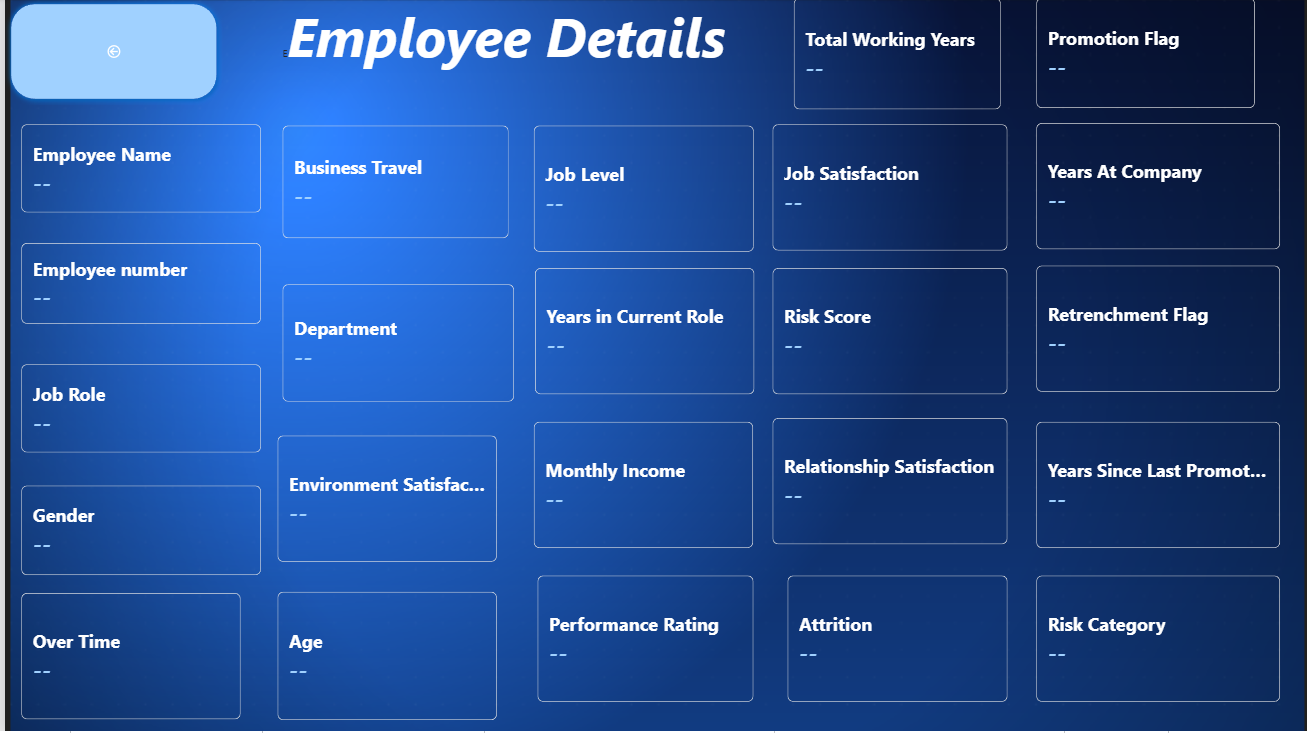 Employee Details
Total Working Years
--
Promotion Flag
--
Employee Name
--
Business Travel
--
Job Level
--
Job Satisfaction
--
Years At Company
--
Employee number
--
Department
--
Years in Current Role
--
Risk Score
--
Retrenchment Flag
--
Job Role
--
Environment Satisfac...
--
Monthly Income
--
Relationship Satisfaction
--
Years Since Last Promot...
--
Gender
--
Over Time
--
Age
--
Performance Rating
--
Attrition
--
Risk Category
--